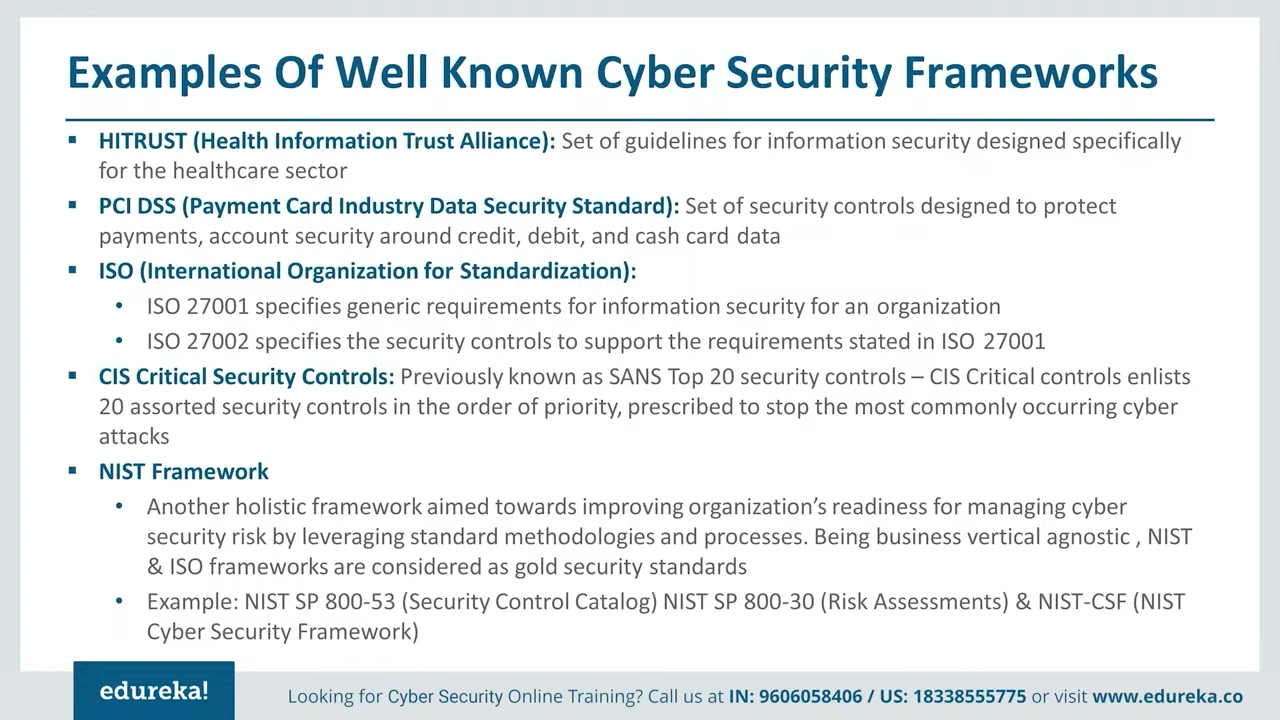 Examples Of Well Known Cyber Security Frameworks
▪ HITRUST (Health Information Trust Alliance): Set of guidelines for information security designed specifically
for the healthcare sector
▪ PCI DSS (Payment Card Industry Data Security Standard): Set of security controls designed to protect
payments, account security around credit, debit, and cash card data
▪ ISO (International Organization for Standardization):
• ISO 27001 specifies generic requirements for information security for an organization
• ISO 27002 specifies the security controls to support the requirements stated in ISO 27001
▪ CIS Critical Security Controls: Previously known as SANS Top 20 security controls – CIS Critical controls enlists
20 assorted security controls in the order of priority, prescribed to stop the most commonly occurring cyber
attacks
▪ NIST Framework
• Another holistic framework aimed towards improving organization’s readiness for managing cyber
security risk by leveraging standard methodologies and processes. Being business vertical agnostic , NIST
& ISO frameworks are considered as gold security standards
• Example: NIST SP 800-53 (Security Control Catalog) NIST SP 800-30 (Risk Assessments) & NIST-CSF (NIST
Cyber Security Framework)
edureka!
Looking for Cyber Security Online Training? Call us at IN: 9606058406 / US: 18338555775 or visit www.edureka.co